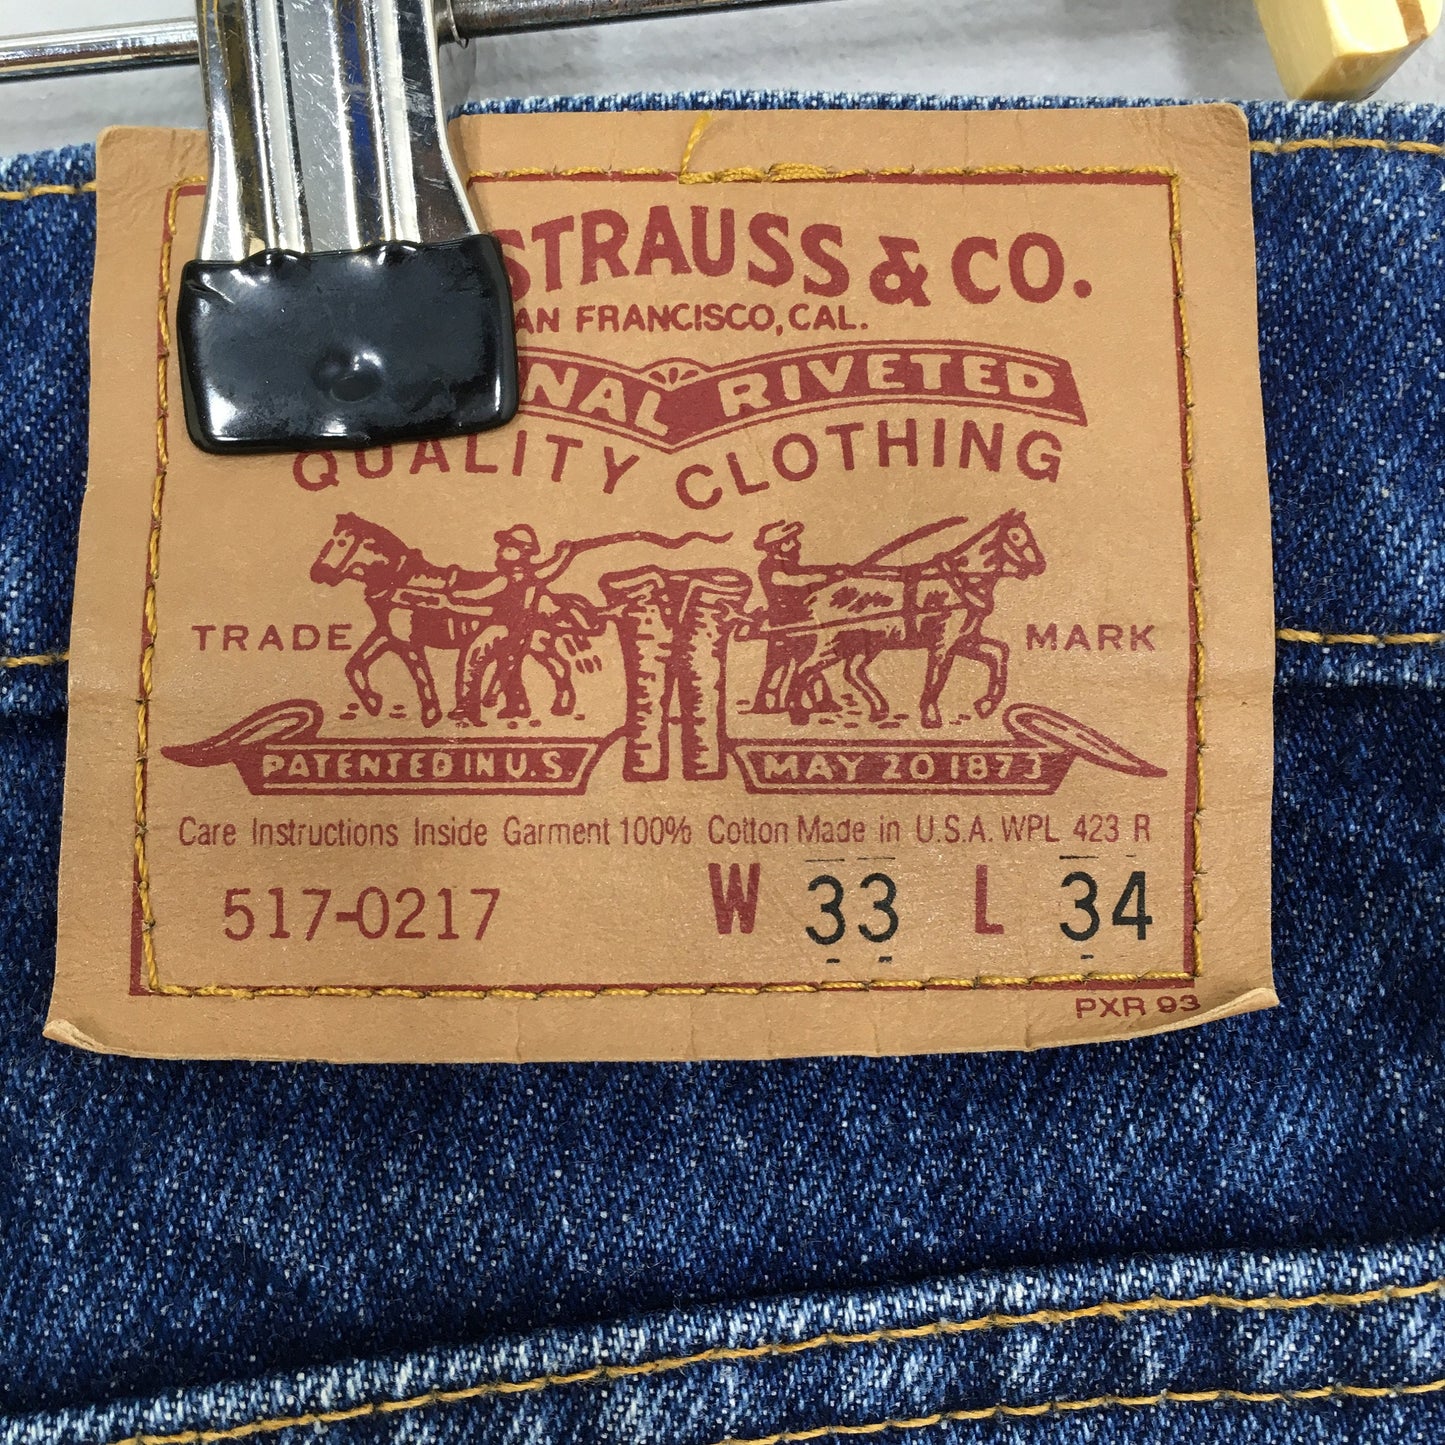 STRAUSS & CO.
AN FRANCISCO, CAL.
NAL RIVETED
QUALITY CLOTHING
TRADE MARK
PATENTED IN U.S. MAY 20 1873
Care Instructions Inside Garment 100% Cotton Made in U.S.A. WPL 423 R
517-0217 W 33 L 34
PXR 93